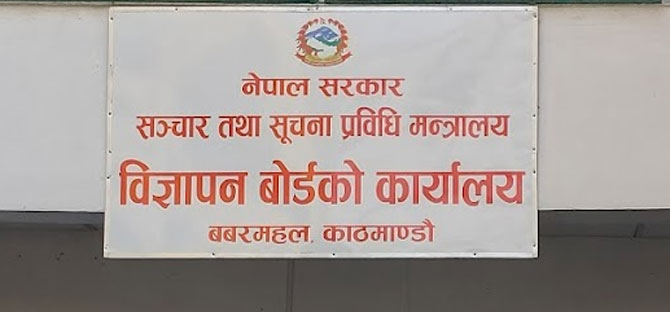 नेपाल सरकार
सञ्चार तथा सूचना प्रविधि मन्त्रालय
विज्ञापन बोर्डको कार्यालय
बबरमहल, काठमाण्डौ